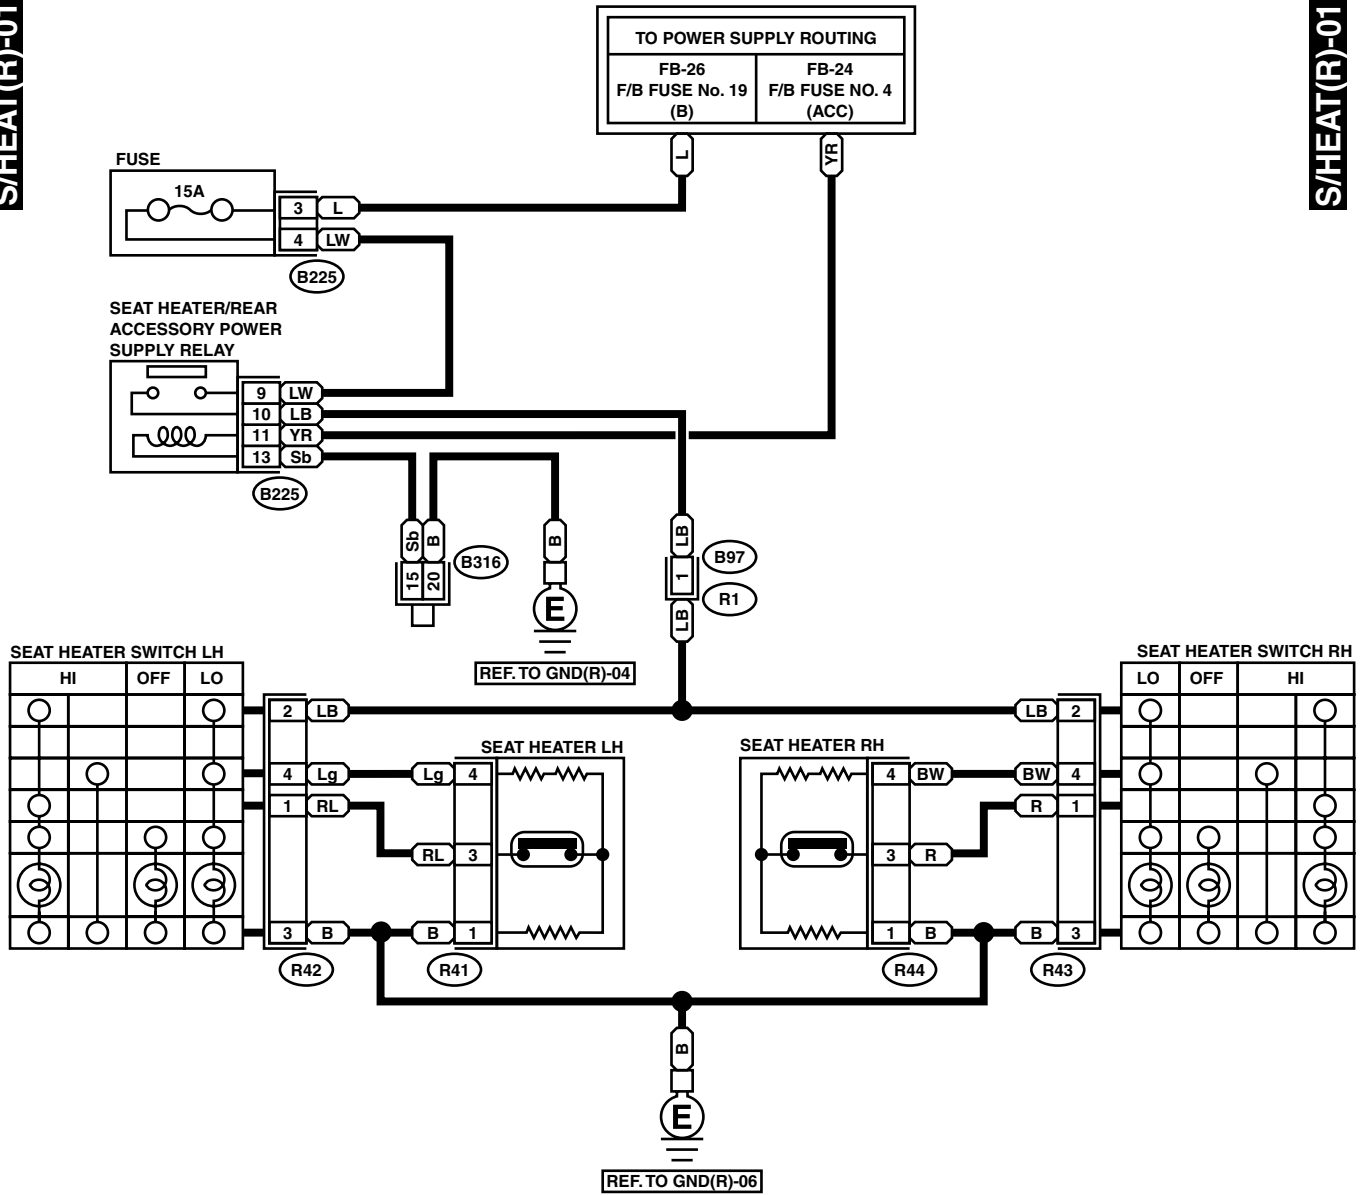 S/HEAT(R)-01
S/HEAT(R)-01
TO POWER SUPPLY ROUTING
FB-26
F/B FUSE No. 19
(B)
FB-24
F/B FUSE NO. 4
(ACC)
L
YR
FUSE
15A
3 L
4 LW
B225
SEAT HEATER/REAR
ACCESSORY POWER
SUPPLY RELAY
9 LW
10 LB
11 YR
13 Sb
B225
Sb B
15 20
B316
B
E
REF. TO GND(R)-04
LB
1
LB
B97
R1
SEAT HEATER SWITCH LH
HI OFF LO
2 LB
4 Lg
1 RL
3 B
R42
SEAT HEATER LH
Lg 4
RL 3
B 1
R41
SEAT HEATER RH
4 BW
3 R
1 B
R44
SEAT HEATER SWITCH RH
LO OFF HI
LB 2
BW 4
R 1
B 3
R43
B
E
REF. TO GND(R)-06